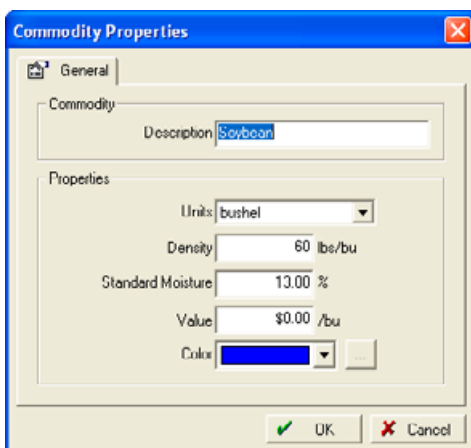 Commodity Properties
General
Commodity
Description Soybean
Properties
Units bushel
Density 60 lbs/bu
Standard Moisture 13.00 %
Value $0.00 /bu
Color ...
OK Cancel